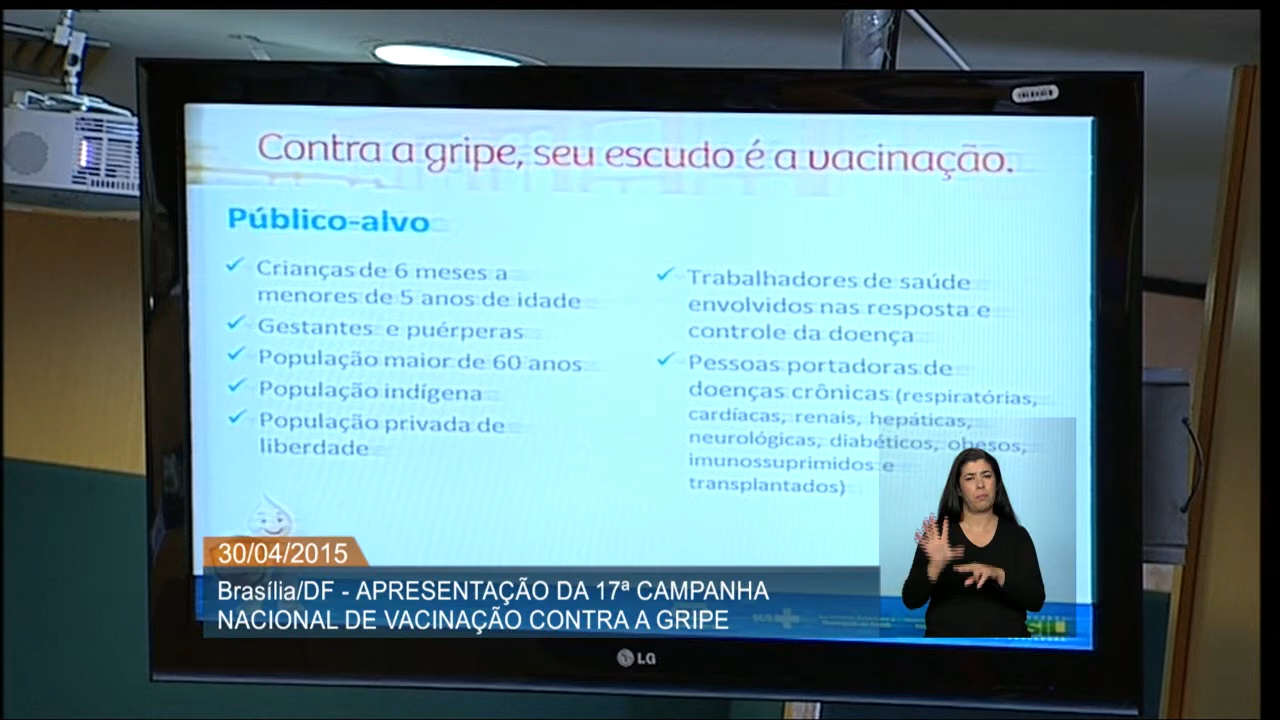 Contra a gripe, seu escudo é a vacinação.
Público-alvo
Crianças de 6 meses a
menores de 5 anos de idade
Gestantes e puérperas
População maior de 60 anos
População indígena
População privada de
liberdade
Trabalhadores de saúde
envolvidos nas resposta e
controle da doença
Pessoas portadoras de
doenças crônicas (respiratórias,
cardíacas, renais, hepáticas,
neurológicas, diabéticos, obesos,
imunossuprimidos e
transplantados)
30/04/2015
Brasília/DF - APRESENTAÇÃO DA 17ª CAMPANHA
NACIONAL DE VACINAÇÃO CONTRA A GRIPE
SUS
LG